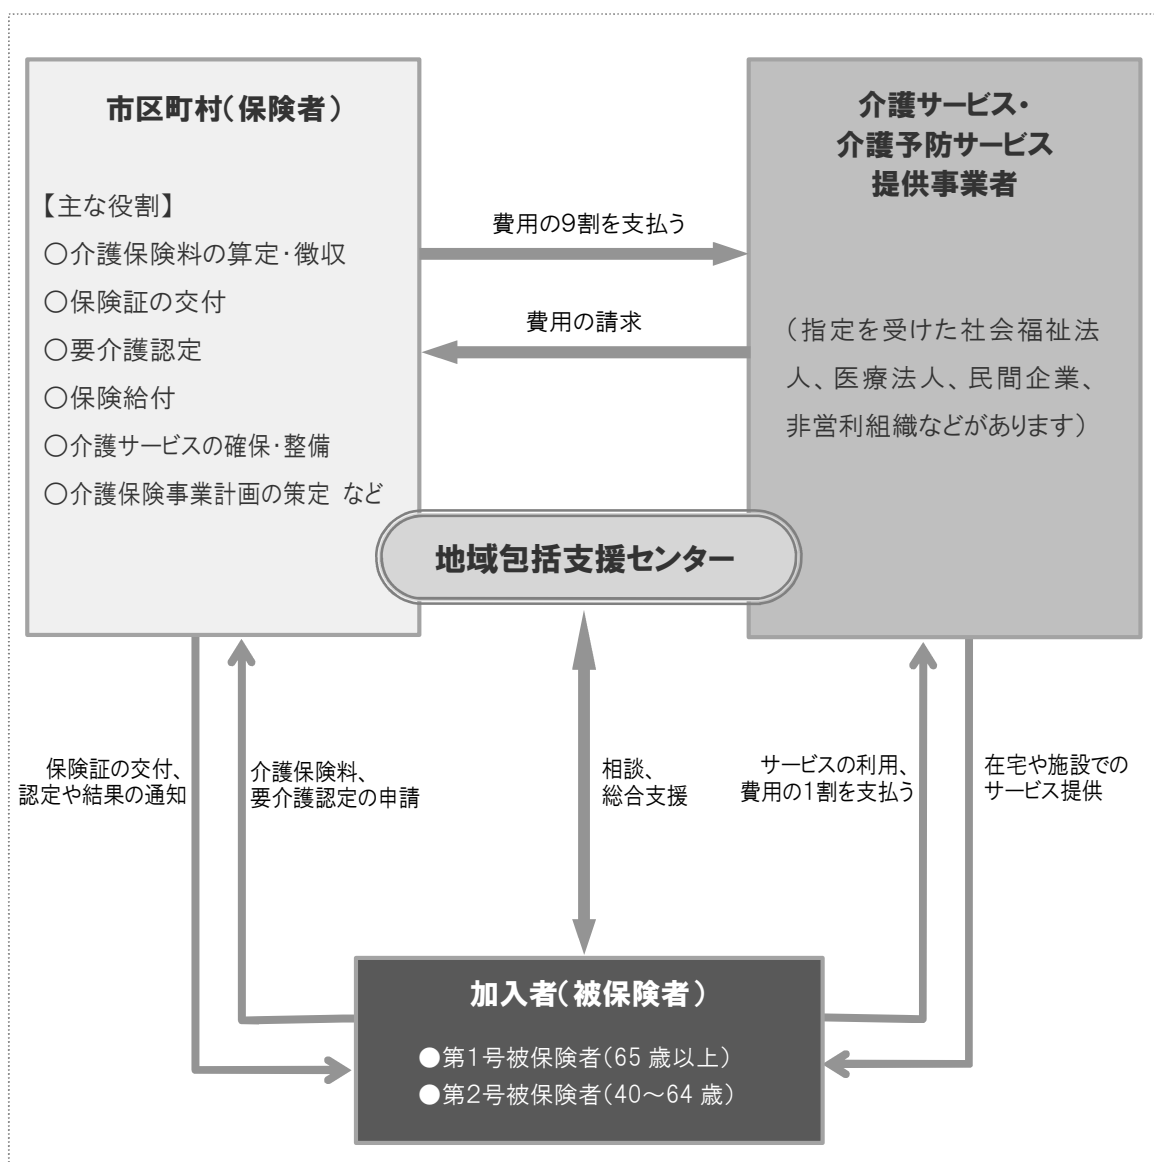 市区町村(保険者)
【主な役割】
○介護保険料の算定・徴収
○保険証の交付
○要介護認定
○保険給付
○介護サービスの確保・整備
○介護保険事業計画の策定 など
費用の9割を支払う
費用の請求
介護サービス・
介護予防サービス
提供事業者
(指定を受けた社会福祉法
人、医療法人、民間企業、
非営利組織などがあります)
地域包括支援センター
保険証の交付、
認定や結果の通知
介護保険料、
要介護認定の申請
相談、
総合支援
サービスの利用、
費用の1割を支払う
在宅や施設での
サービス提供
加入者(被保険者)
●第1号被保険者(65 歳以上)
●第2号被保険者(40～64 歳)